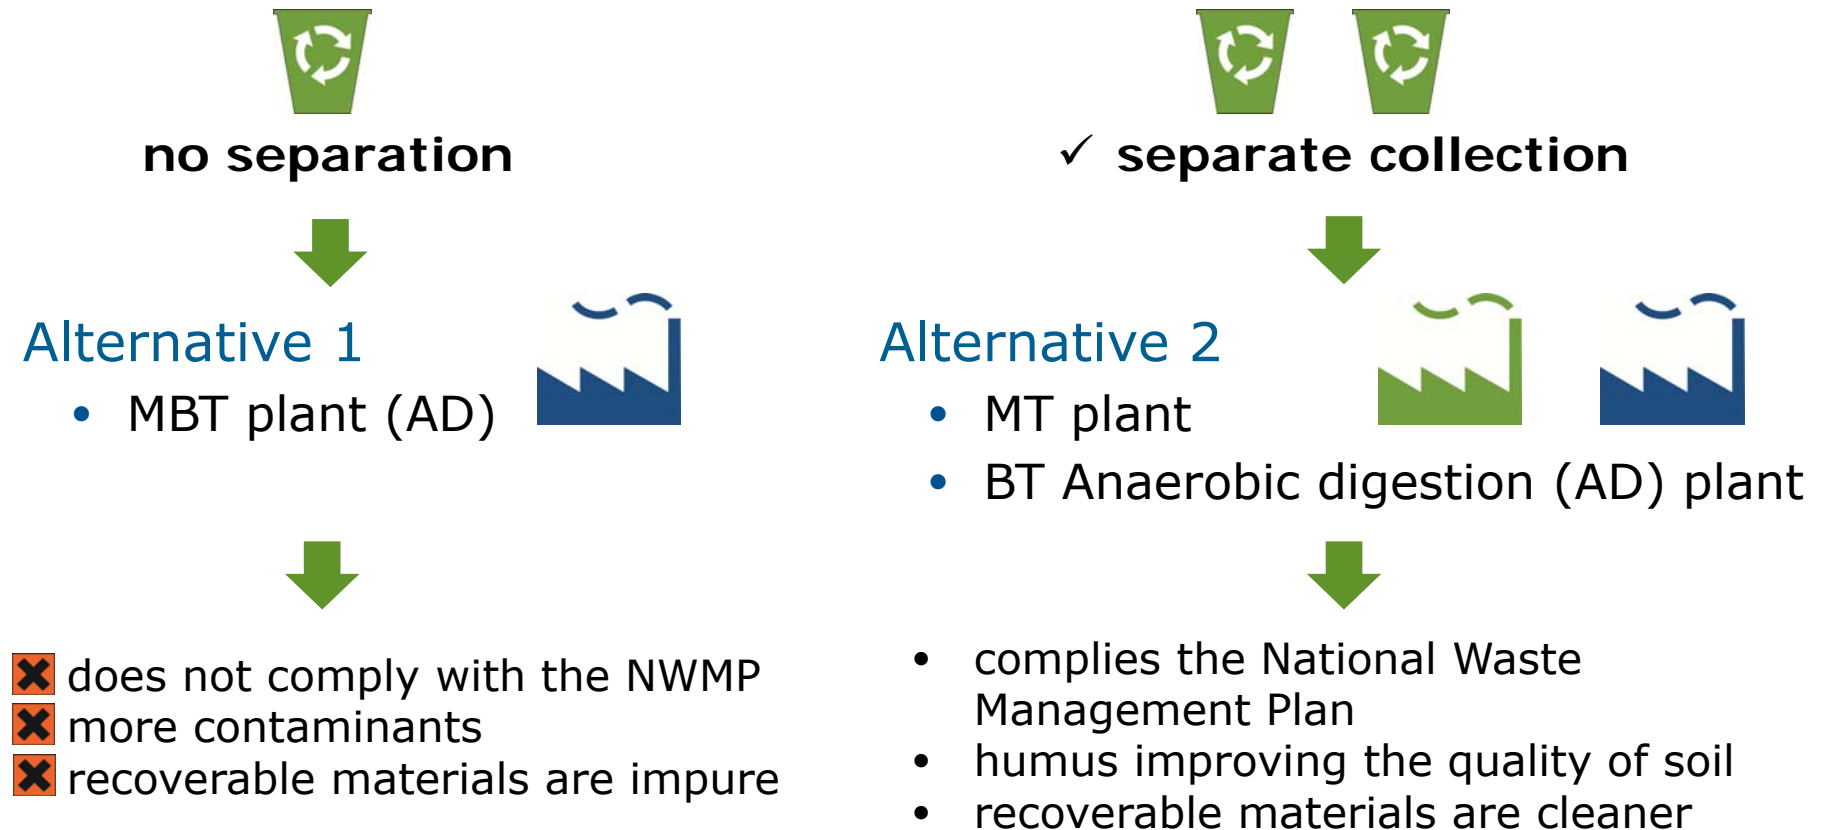 no separation
Alternative 1
• MBT plant (AD)
does not comply with the NWMP
more contaminants
recoverable materials are impure
✓ separate collection
Alternative 2
• MT plant
• BT Anaerobic digestion (AD) plant
• complies the National Waste
Management Plan
• humus improving the quality of soil
• recoverable materials are cleaner